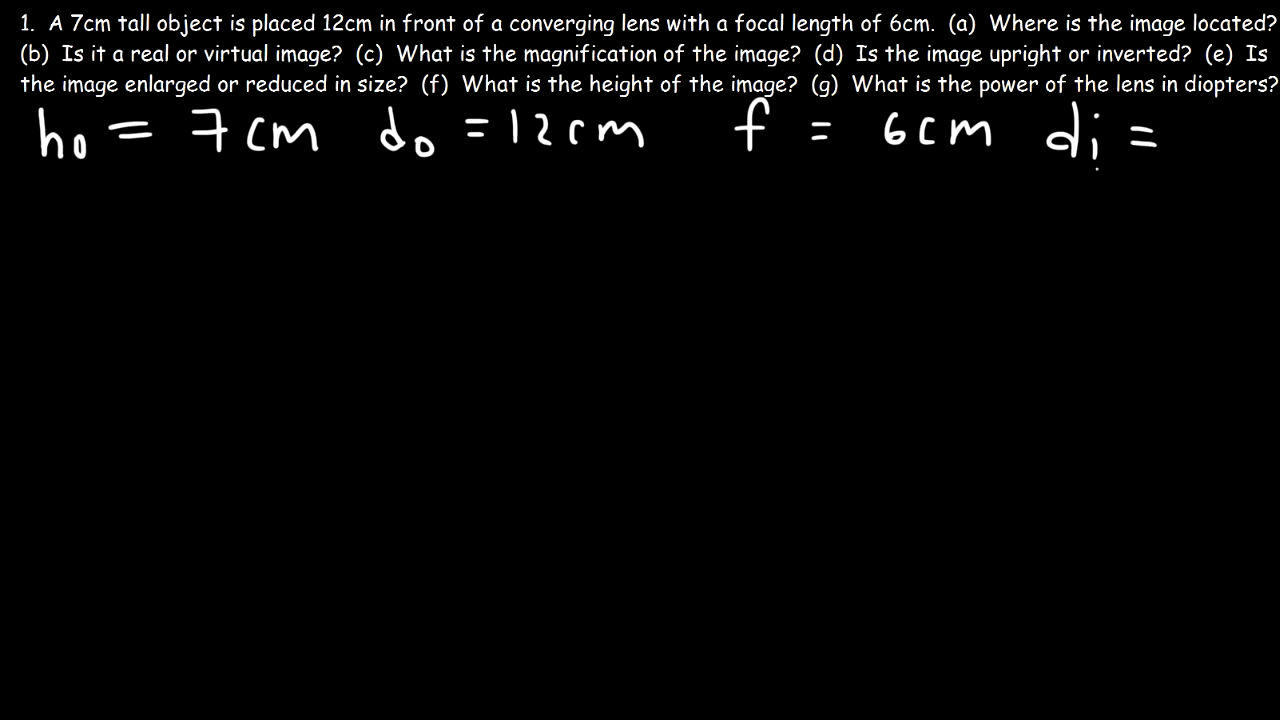 1. A 7cm tall object is placed 12cm in front of a converging lens with a focal length of 6cm. (a) Where is the image located?
(b) Is it a real or virtual image? (c) What is the magnification of the image? (d) Is the image upright or inverted? (e) Is
the image enlarged or reduced in size? (f) What is the height of the image? (g) What is the power of the lens in diopters?
ho = 7cm do = 12cm f = 6cm di =